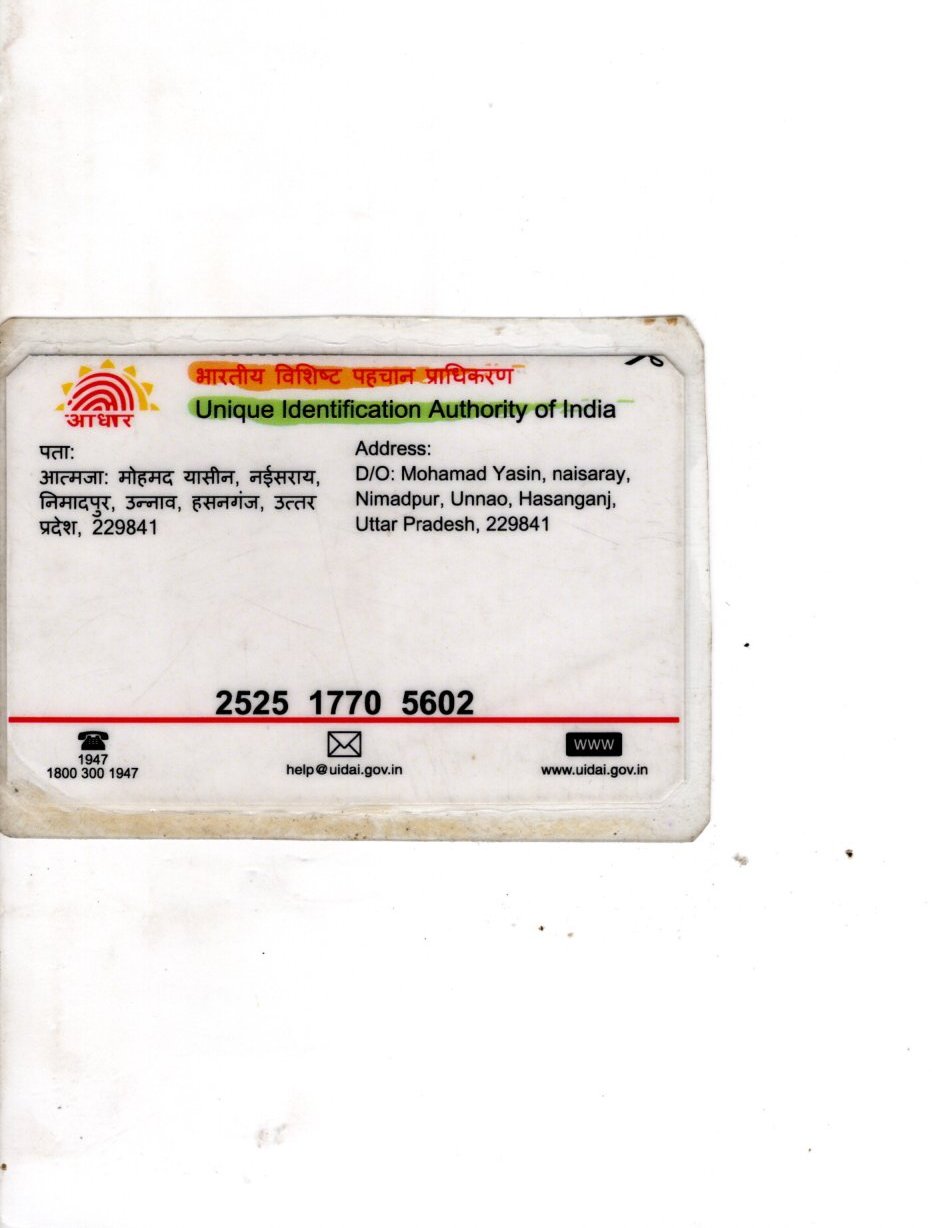 भारतीय विशिष्ट पहचान प्राधिकरण
Unique Identification Authority of India
आधार
पता:
आत्मजा: मोहमद यासीन, नईसराय,
निमादपुर, उन्नाव, हसनगंज, उत्तर
प्रदेश, 229841
Address:
D/O: Mohamad Yasin, naisaray,
Nimadpur, Unnao, Hasanganj,
Uttar Pradesh, 229841
2525 1770 5602
1947
1800 300 1947
help@uidai.gov.in
WWW
www.uidai.gov.in